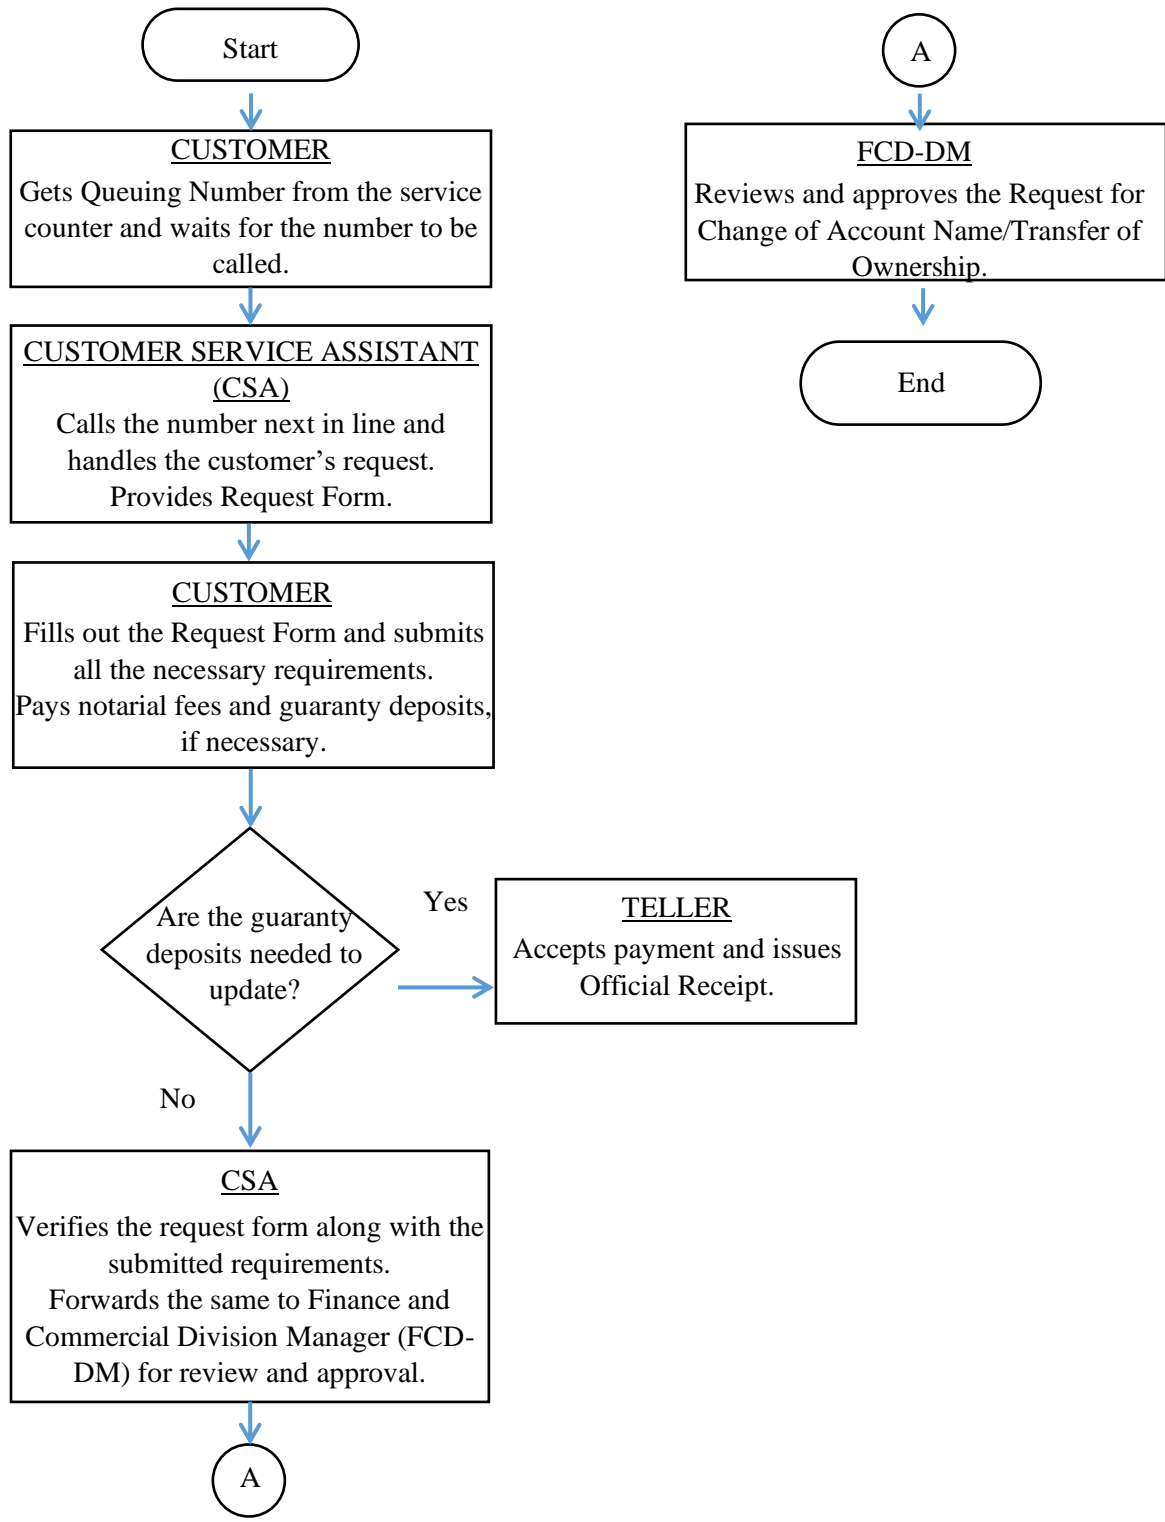 Start
CUSTOMER
Gets Queuing Number from the service
counter and waits for the number to be
called.
CUSTOMER SERVICE ASSISTANT
(CSA)
Calls the number next in line and
handles the customer’s request.
Provides Request Form.
CUSTOMER
Fills out the Request Form and submits
all the necessary requirements.
Pays notarial fees and guaranty deposits,
if necessary.
Are the guaranty
deposits needed to
update?
Yes
TELLER
Accepts payment and issues
Official Receipt.
No
CSA
Verifies the request form along with the
submitted requirements.
Forwards the same to Finance and
Commercial Division Manager (FCD-
DM) for review and approval.
A
A
FCD-DM
Reviews and approves the Request for
Change of Account Name/Transfer of
Ownership.
End